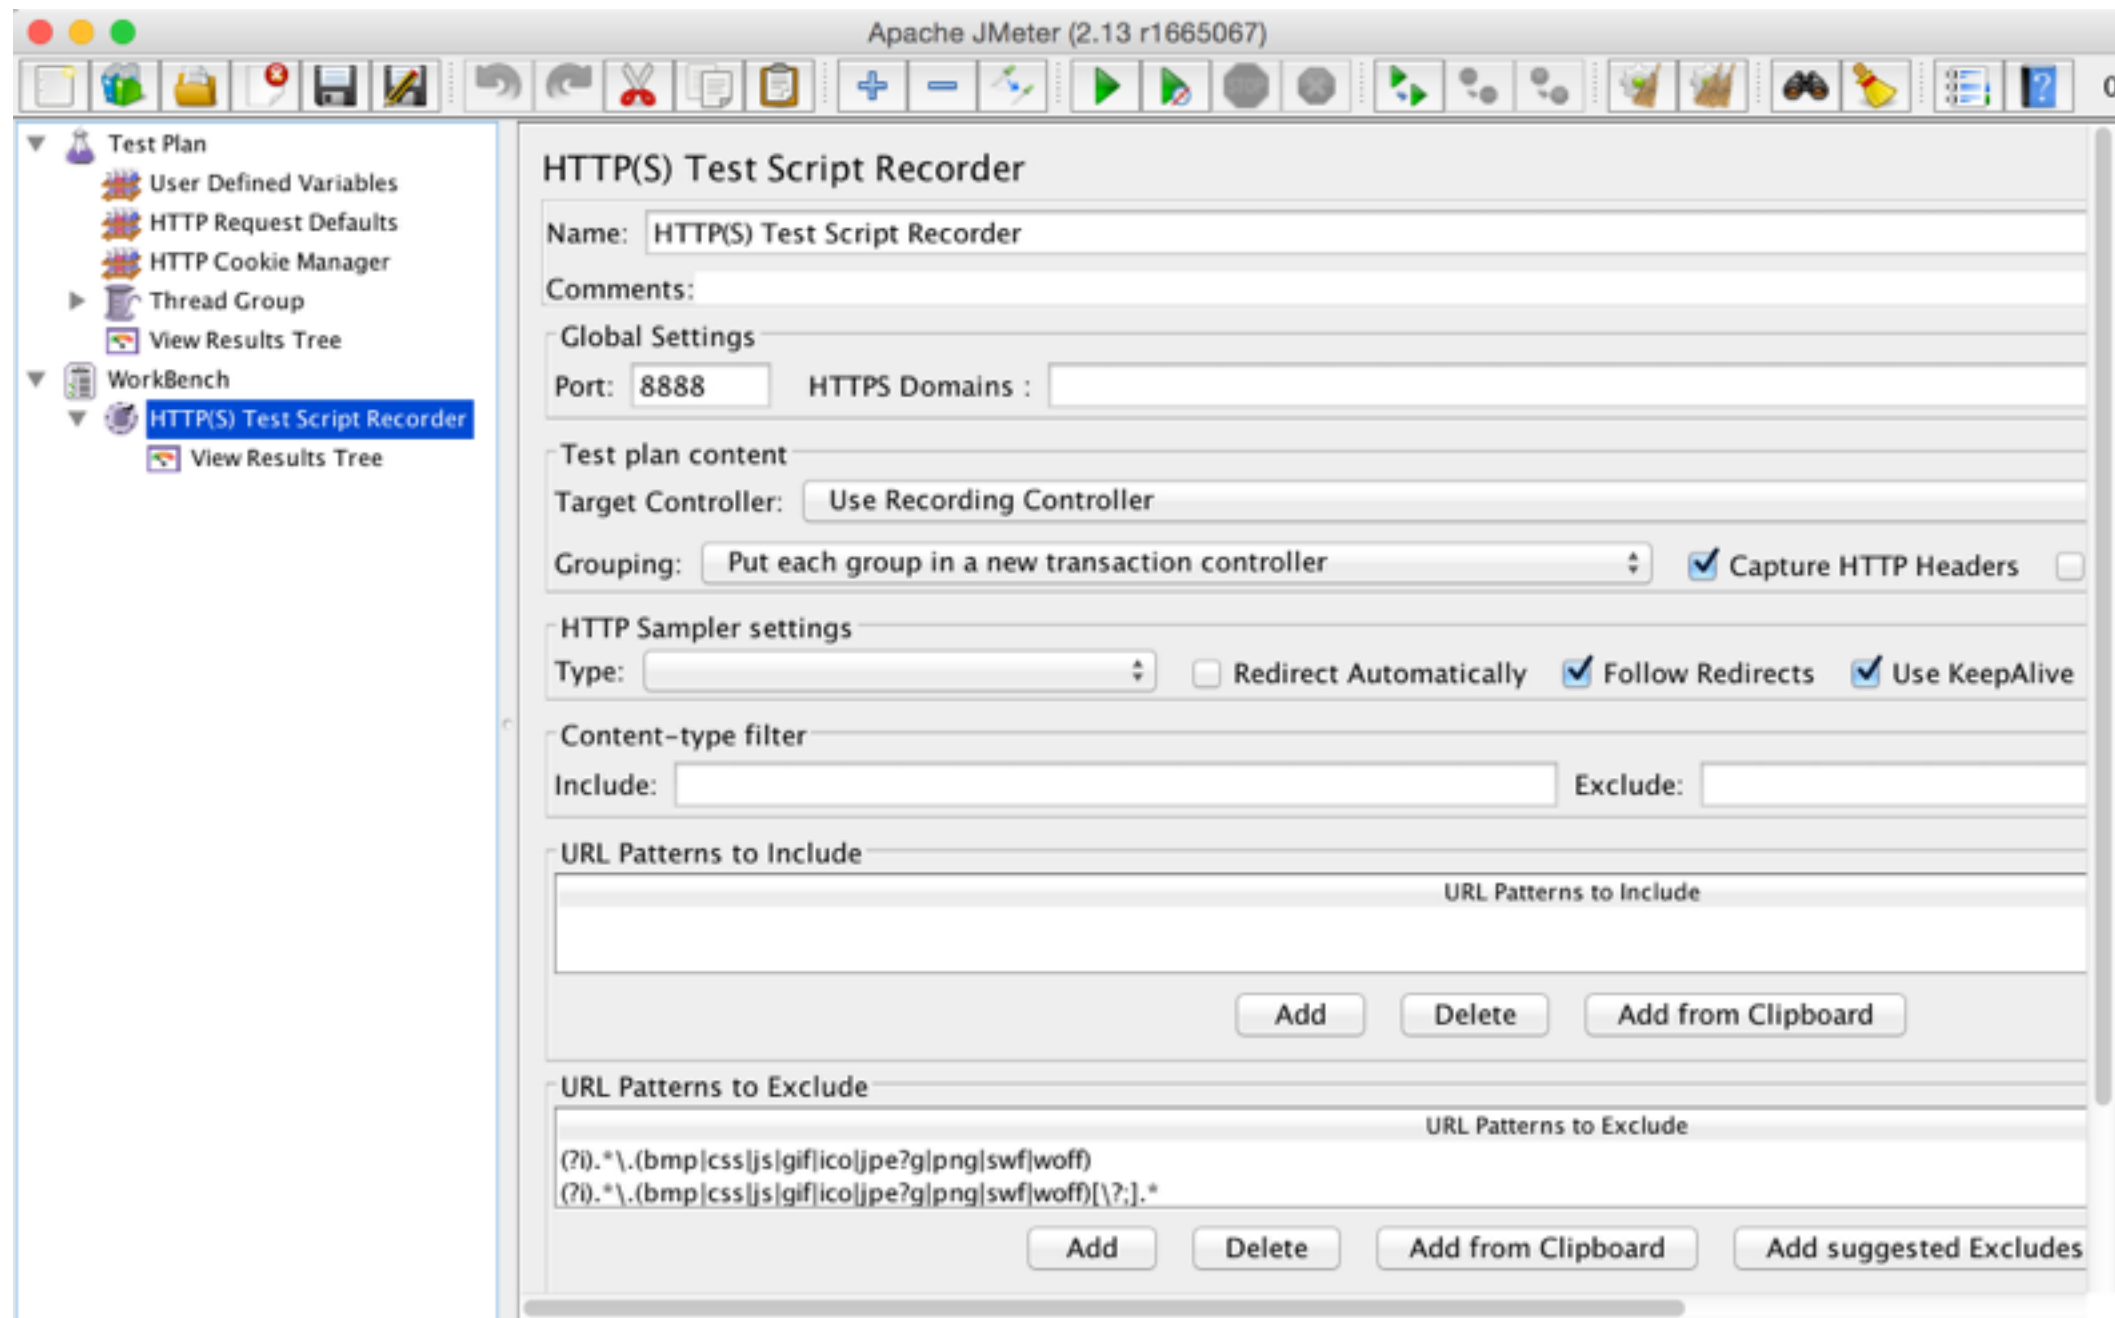 Apache JMeter (2.13 r1665067)
STOP
0
Test Plan
User Defined Variables
HTTP Request Defaults
HTTP Cookie Manager
Thread Group
View Results Tree
WorkBench
HTTP(S) Test Script Recorder
View Results Tree
HTTP(S) Test Script Recorder
Name: HTTP(S) Test Script Recorder
Comments:
Global Settings
Port: 8888 HTTPS Domains :
Test plan content
Target Controller: Use Recording Controller
Grouping: Put each group in a new transaction controller Capture HTTP Headers
HTTP Sampler settings
Type: Redirect Automatically Follow Redirects Use KeepAlive
Content-type filter
Include: Exclude:
URL Patterns to Include
URL Patterns to Include
Add Delete Add from Clipboard
URL Patterns to Exclude
URL Patterns to Exclude
(?i).*\.(bmp|css|js|gif|ico|jpe?g|png|swf|woff)
(?i).*\.(bmp|css|js|gif|ico|jpe?g|png|swf|woff)[\?;].*
Add Delete Add from Clipboard Add suggested Excludes